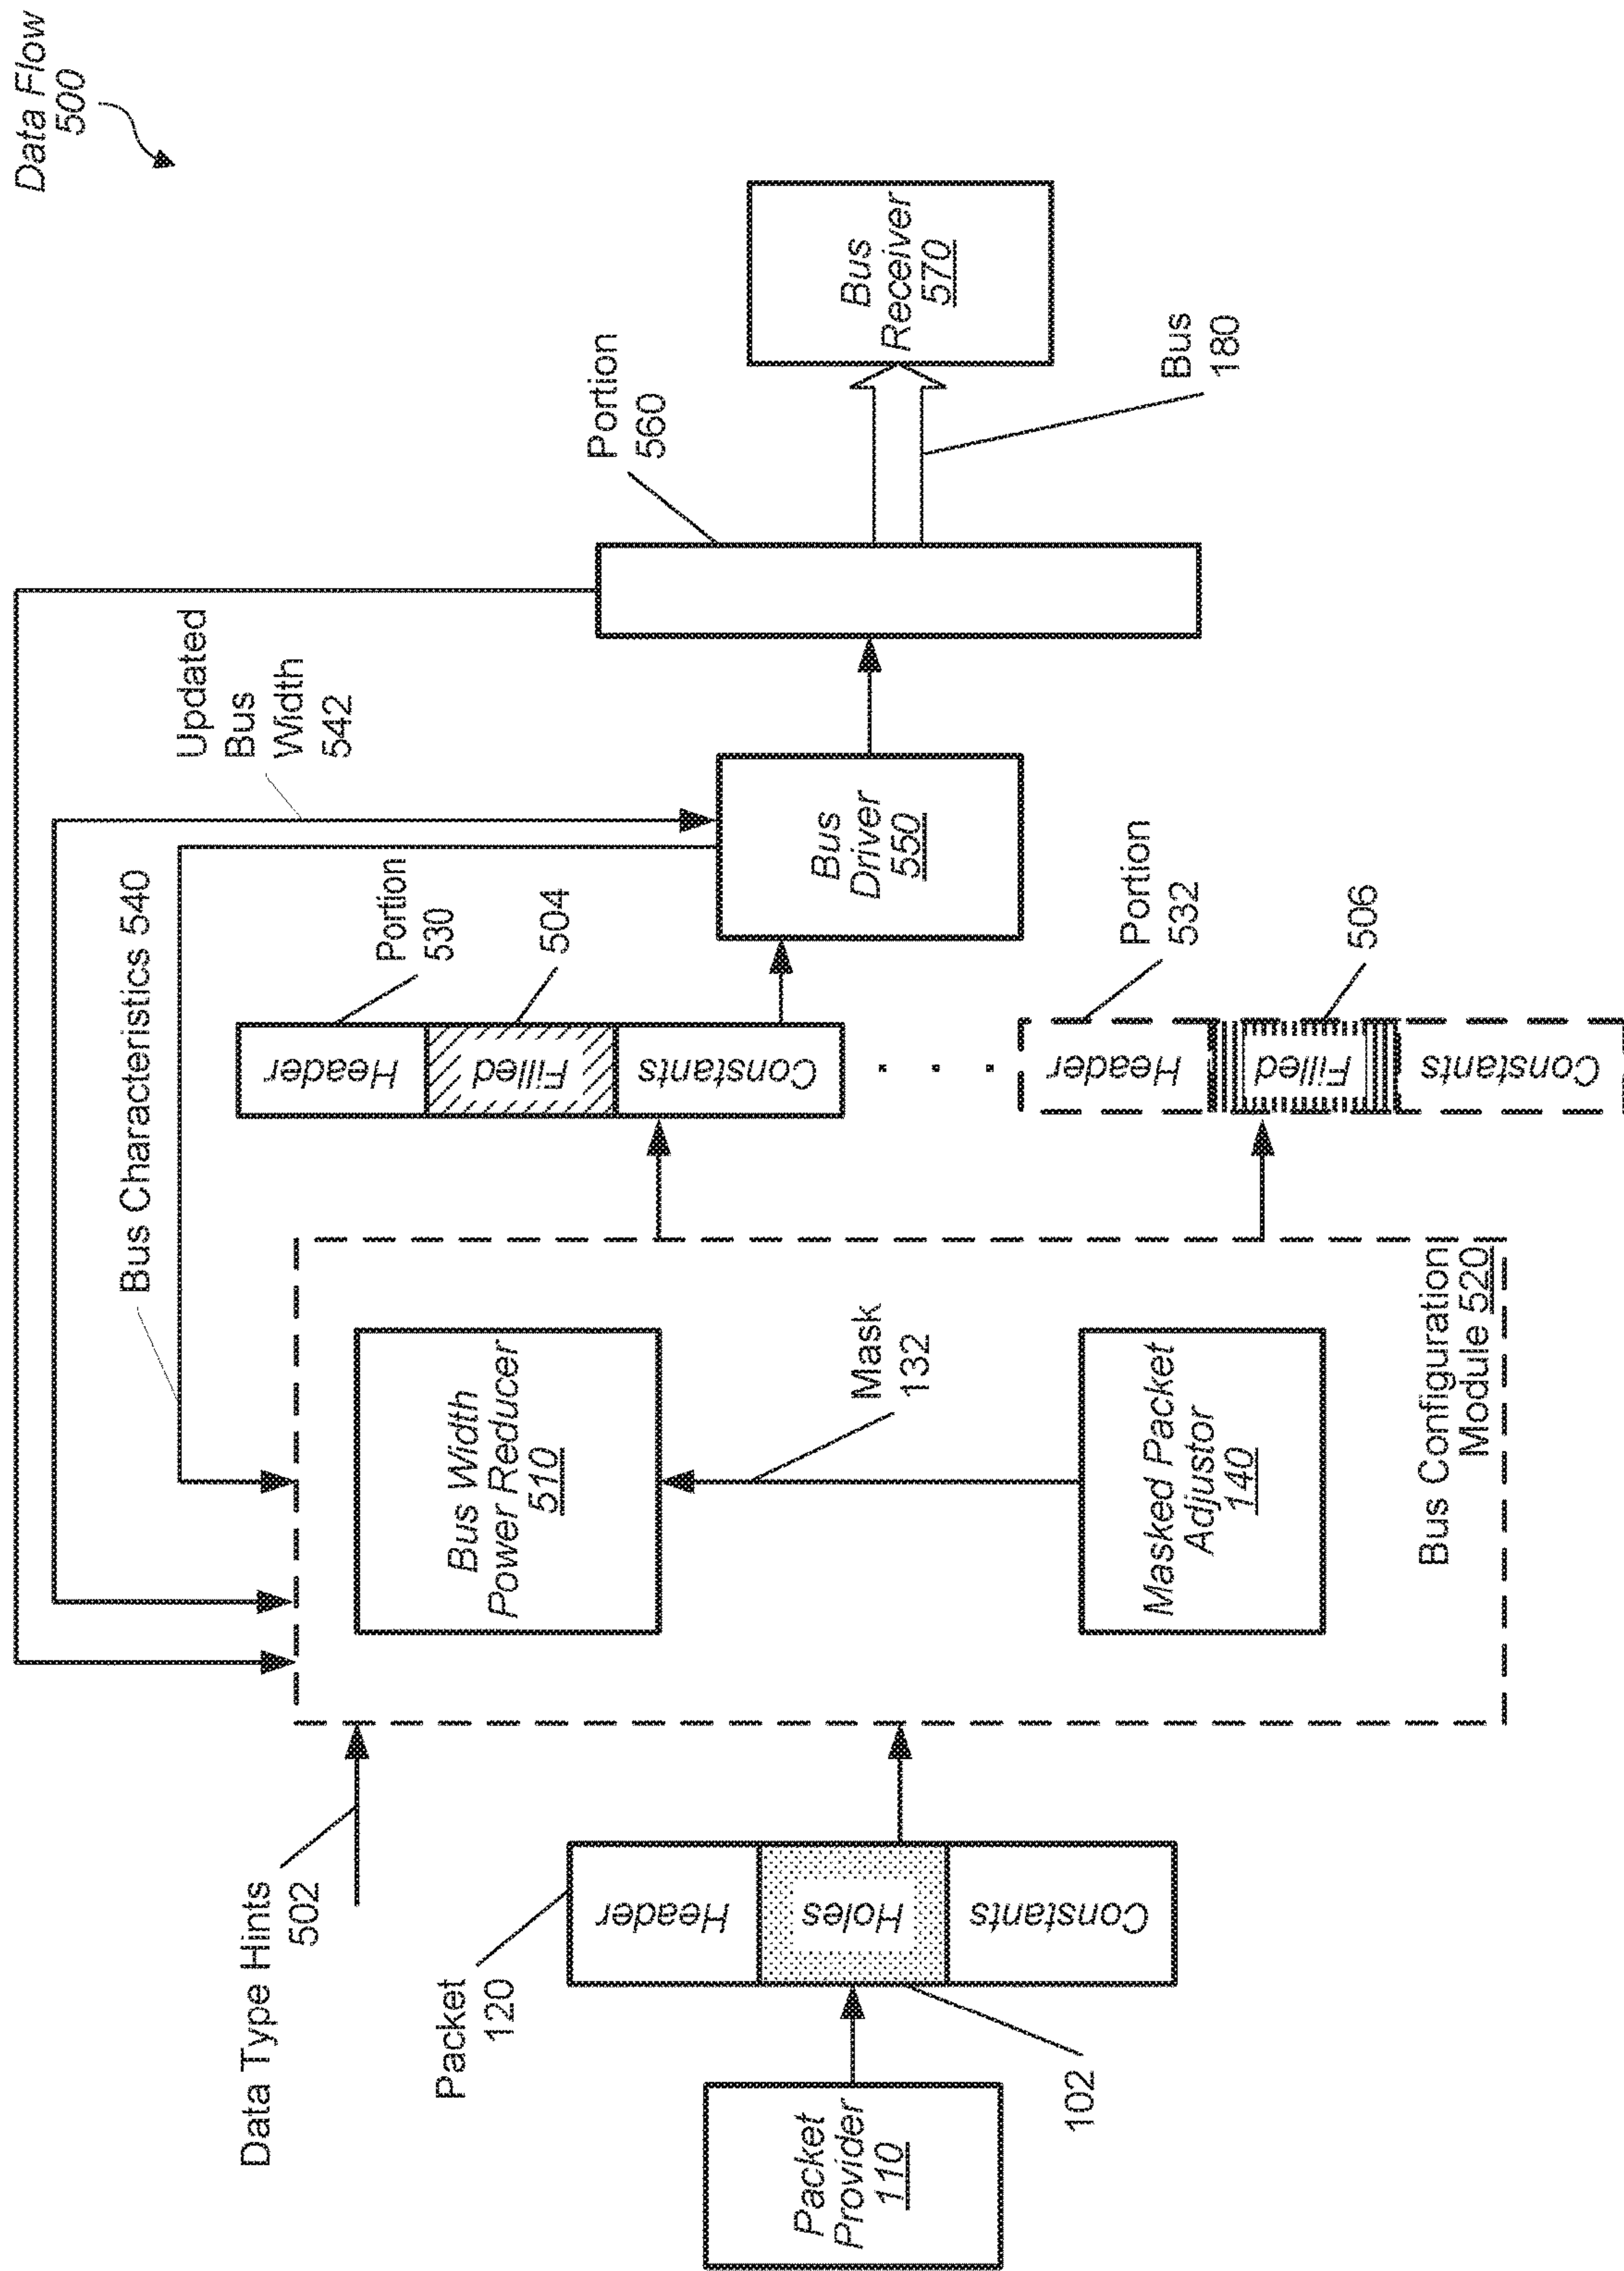 Data Flow
500
Data Type Hints
502
Bus Characteristics 540
Updated
Bus
Width
542
Packet
Provider
110
Packet
120
Header
Holes
Constants
102
Bus Width
Power Reducer
510
Mask
132
Masked Packet
Adjustor
140
Bus Configuration
Module 520
Portion
530
504
Header
Filled
Constants
. . .
Portion
532
506
Header
Filled
Constants
Bus
Driver
550
Portion
560
Bus
Receiver
570
Bus
180